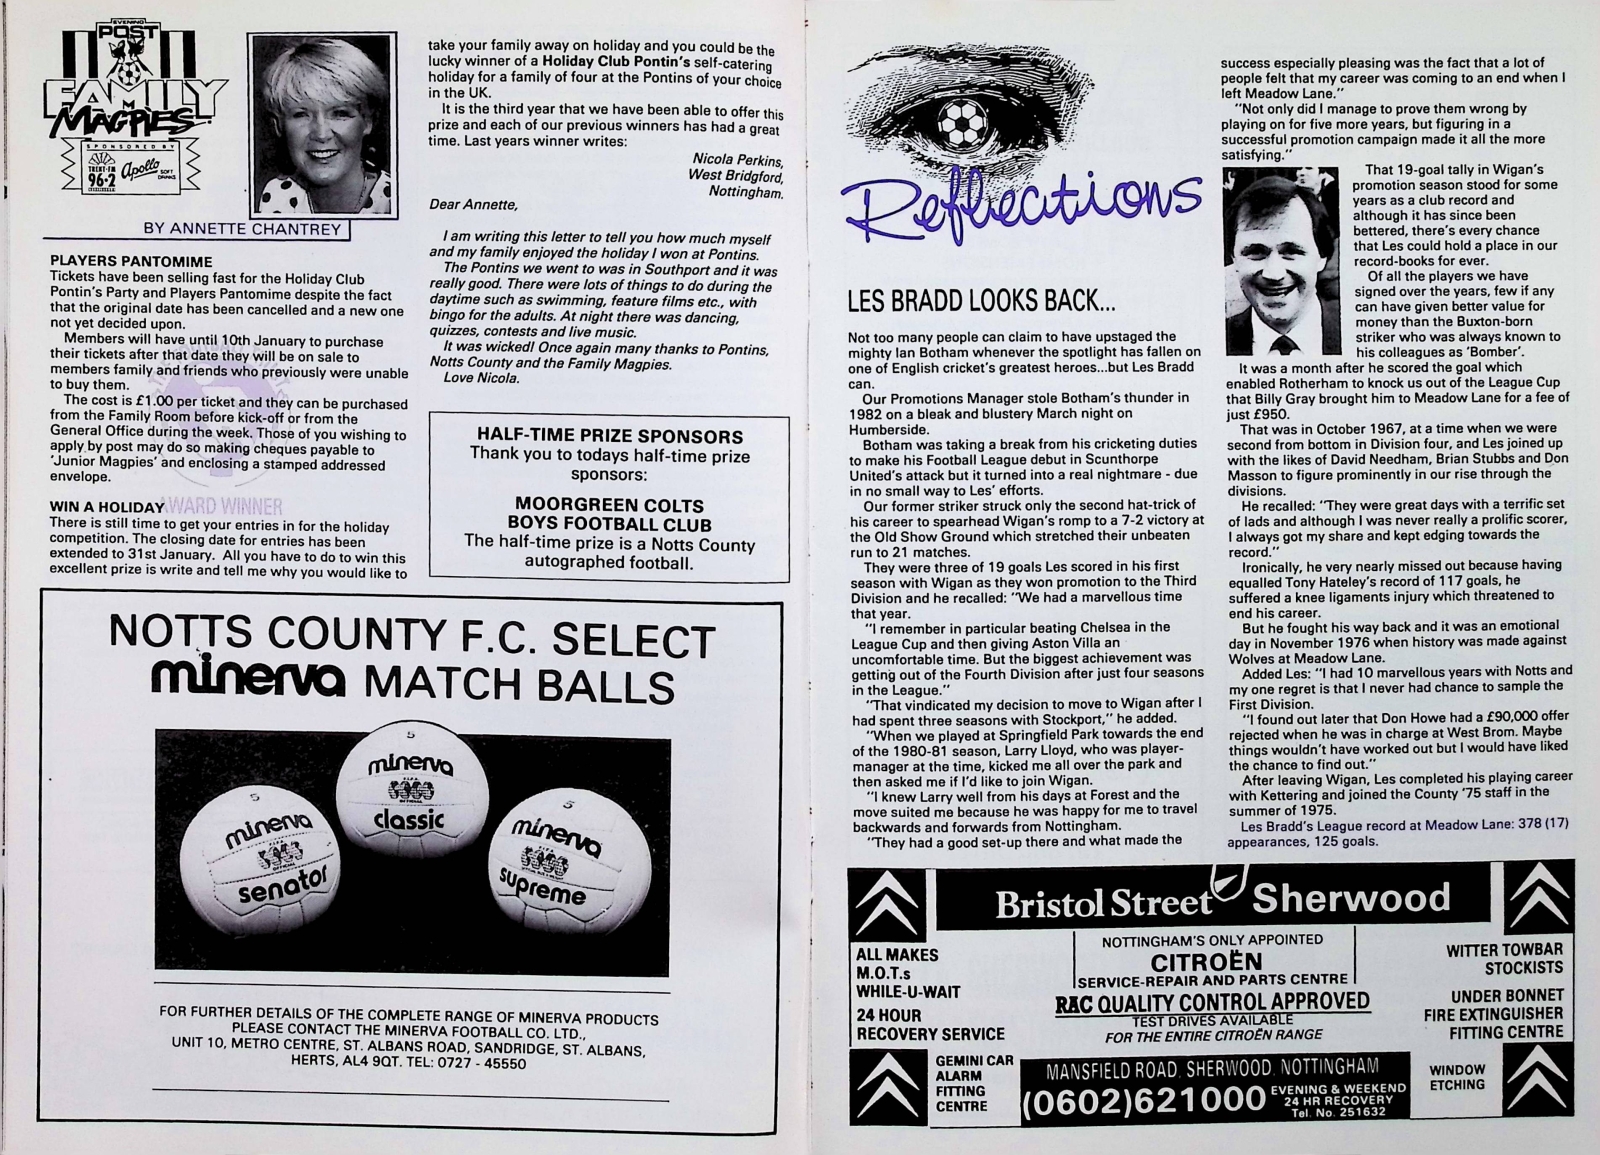 EVENING
POST
FAMILY
MAGPIES
SPONSORED BY
TRENT-FM
96·2
Apollo
SOFT
DRINKS
BY ANNETTE CHANTREY
PLAYERS PANTOMIME
Tickets have been selling fast for the Holiday Club
Pontin's Party and Players Pantomime despite the fact
that the original date has been cancelled and a new one
not yet decided upon.
Members will have until 10th January to purchase
their tickets after that date they will be on sale to
members family and friends who previously were unable
to buy them.
The cost is £1.00 per ticket and they can be purchased
from the Family Room before kick-off or from the
General Office during the week. Those of you wishing to
apply by post may do so making cheques payable to
'Junior Magpies' and enclosing a stamped addressed
envelope.
AWARD WINNER
WIN A HOLIDAY
There is still time to get your entries in for the holiday
competition. The closing date for entries has been
extended to 31st January. All you have to do to win this
excellent prize is write and tell me why you would like to
take your family away on holiday and you could be the
lucky winner of a Holiday Club Pontin's self-catering
holiday for a family of four at the Pontins of your choice
in the UK.
It is the third year that we have been able to offer this
prize and each of our previous winners has had a great
time. Last years winner writes:
Nicola Perkins,
West Bridgford,
Nottingham.
Dear Annette,
I am writing this letter to tell you how much myself
and my family enjoyed the holiday I won at Pontins.
The Pontins we went to was in Southport and it was
really good. There were lots of things to do during the
daytime such as swimming, feature films etc., with
bingo for the adults. At night there was dancing,
quizzes, contests and live music.
It was wicked! Once again many thanks to Pontins,
Notts County and the Family Magpies.
Love Nicola.
HALF-TIME PRIZE SPONSORS
Thank you to todays half-time prize
sponsors:
MOORGREEN COLTS
BOYS FOOTBALL CLUB
The half-time prize is a Notts County
autographed football.
NOTTS COUNTY F.C. SELECT
minerva MATCH BALLS
5
minerva
F.I.F.A.
OFFICIAL
senator
5
minerva
F.I.F.A.
OFFICIAL
classic
5
minerva
F.I.F.A.
supreme
FOR FURTHER DETAILS OF THE COMPLETE RANGE OF MINERVA PRODUCTS
PLEASE CONTACT THE MINERVA FOOTBALL CO. LTD.,
UNIT 10, METRO CENTRE, ST. ALBANS ROAD, SANDRIDGE, ST. ALBANS,
HERTS, AL4 9QT. TEL: 0727 - 45550
Reflections
LES BRADD LOOKS BACK...
Not too many people can claim to have upstaged the
mighty Ian Botham whenever the spotlight has fallen on
one of English cricket's greatest heroes...but Les Bradd
can.
Our Promotions Manager stole Botham's thunder in
1982 on a bleak and blustery March night on
Humberside.
Botham was taking a break from his cricketing duties
to make his Football League debut in Scunthorpe
United's attack but it turned into a real nightmare - due
in no small way to Les' efforts.
Our former striker struck only the second hat-trick of
his career to spearhead Wigan's romp to a 7-2 victory at
the Old Show Ground which stretched their unbeaten
run to 21 matches.
They were three of 19 goals Les scored in his first
season with Wigan as they won promotion to the Third
Division and he recalled: "We had a marvellous time
that year.
"I remember in particular beating Chelsea in the
League Cup and then giving Aston Villa an
uncomfortable time. But the biggest achievement was
getting out of the Fourth Division after just four seasons
in the League."
"That vindicated my decision to move to Wigan after I
had spent three seasons with Stockport," he added.
"When we played at Springfield Park towards the end
of the 1980-81 season, Larry Lloyd, who was player-
manager at the time, kicked me all over the park and
then asked me if I'd like to join Wigan.
"I knew Larry well from his days at Forest and the
move suited me because he was happy for me to travel
backwards and forwards from Nottingham.
"They had a good set-up there and what made the
success especially pleasing was the fact that a lot of
people felt that my career was coming to an end when I
left Meadow Lane."
"Not only did I manage to prove them wrong by
playing on for five more years, but figuring in a
successful promotion campaign made it all the more
satisfying."
That 19-goal tally in Wigan's
promotion season stood for some
years as a club record and
although it has since been
bettered, there's every chance
that Les could hold a place in our
record-books for ever.
Of all the players we have
signed over the years, few if any
can have given better value for
money than the Buxton-born
striker who was always known to
his colleagues as 'Bomber'.
It was a month after he scored the goal which
enabled Rotherham to knock us out of the League Cup
that Billy Gray brought him to Meadow Lane for a fee of
just £950.
That was in October 1967, at a time when we were
second from bottom in Division four, and Les joined up
with the likes of David Needham, Brian Stubbs and Don
Masson to figure prominently in our rise through the
divisions.
He recalled: "They were great days with a terrific set
of lads and although I was never really a prolific scorer,
I always got my share and kept edging towards the
record."
Ironically, he very nearly missed out because having
equalled Tony Hateley's record of 117 goals, he
suffered a knee ligaments injury which threatened to
end his career.
But he fought his way back and it was an emotional
day in November 1976 when history was made against
Wolves at Meadow Lane.
Added Les: "I had 10 marvellous years with Notts and
my one regret is that I never had chance to sample the
First Division.
"I found out later that Don Howe had a £90,000 offer
rejected when he was in charge at West Brom. Maybe
things wouldn't have worked out but I would have liked
the chance to find out."
After leaving Wigan, Les completed his playing career
with Kettering and joined the County '75 staff in the
summer of 1975.
Les Bradd's League record at Meadow Lane: 378 (17)
appearances, 125 goals.
Bristol Street Sherwood
ALL MAKES
M.O.T.s
WHILE-U-WAIT
24 HOUR
RECOVERY SERVICE
NOTTINGHAM'S ONLY APPOINTED
CITROËN
SERVICE-REPAIR AND PARTS CENTRE
RAC QUALITY CONTROL APPROVED
TEST DRIVES AVAILABLE
FOR THE ENTIRE CITROËN RANGE
WITTER TOWBAR
STOCKISTS
UNDER BONNET
FIRE EXTINGUISHER
FITTING CENTRE
GEMINI CAR
ALARM
FITTING
CENTRE
MANSFIELD ROAD, SHERWOOD, NOTTINGHAM
(0602)621000 EVENING & WEEKEND
24 HR RECOVERY
Tel. No. 251632
WINDOW
ETCHING